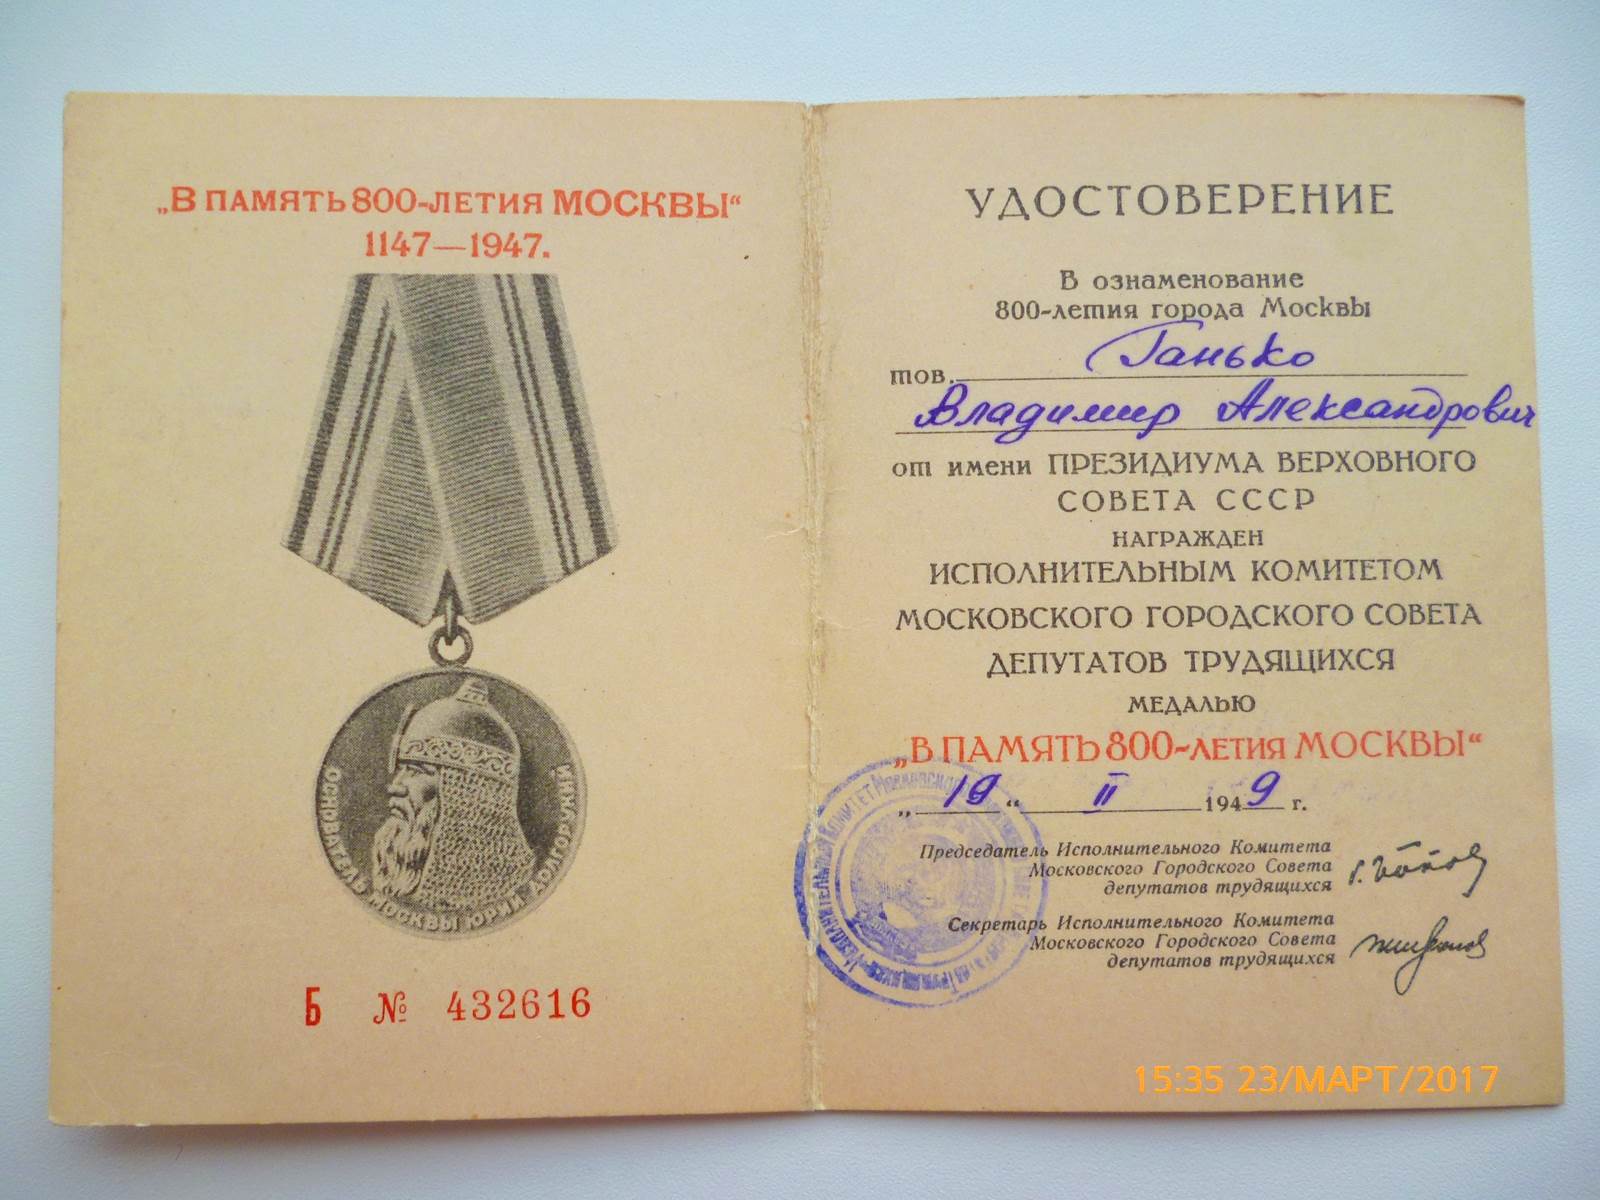 „В ПАМЯТЬ 800-ЛЕТИЯ МОСКВЫ“
1147—1947.
ОСНОВАТЕЛЬ МОСКВЫ ЮРИЙ ДОЛГОРУКИЙ
Б № 432616
УДОСТОВЕРЕНИЕ
В ознаменование
800-летия города Москвы
тов. Ганько
Владимир Александрович
от имени ПРЕЗИДИУМА ВЕРХОВНОГО
СОВЕТА СССР
НАГРАЖДЕН
ИСПОЛНИТЕЛЬНЫМ КОМИТЕТОМ
МОСКОВСКОГО ГОРОДСКОГО СОВЕТА
ДЕПУТАТОВ ТРУДЯЩИХСЯ
МЕДАЛЬЮ
„В ПАМЯТЬ 800-ЛЕТИЯ МОСКВЫ“
„19“ II 1949 г.
Председатель Исполнительного Комитета
Московского Городского Совета
депутатов трудящихся
Г. Попов
Секретарь Исполнительного Комитета
Московского Городского Совета
депутатов трудящихся
15:35 23/МАРТ/2017